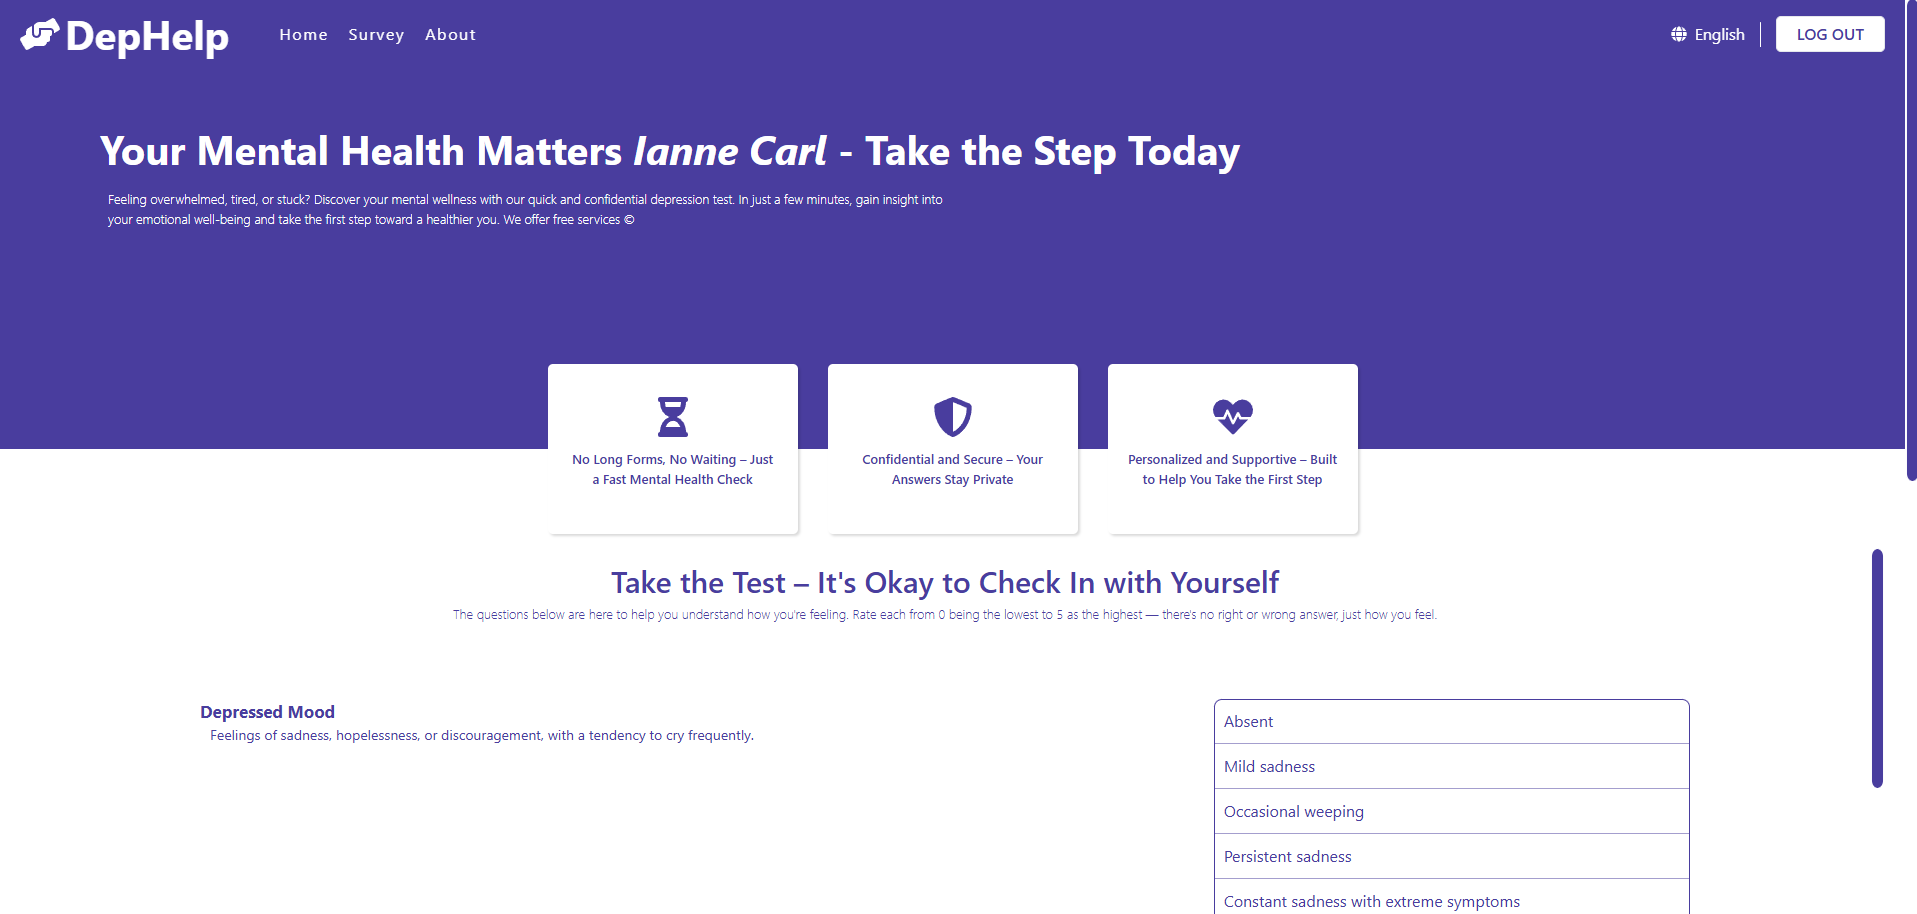 DepHelp
Home Survey About
English
LOG OUT
Your Mental Health Matters Ianne Carl - Take the Step Today
Feeling overwhelmed, tired, or stuck? Discover your mental wellness with our quick and confidential depression test. In just a few minutes, gain insight into
your emotional well-being and take the first step toward a healthier you. We offer free services ©
No Long Forms, No Waiting – Just
a Fast Mental Health Check
Confidential and Secure – Your
Answers Stay Private
Personalized and Supportive – Built
to Help You Take the First Step
Take the Test – It's Okay to Check In with Yourself
The questions below are here to help you understand how you're feeling. Rate each from 0 being the lowest to 5 as the highest — there's no right or wrong answer, just how you feel.
Depressed Mood
Feelings of sadness, hopelessness, or discouragement, with a tendency to cry frequently.
Absent
Mild sadness
Occasional weeping
Persistent sadness
Constant sadness with extreme symptoms